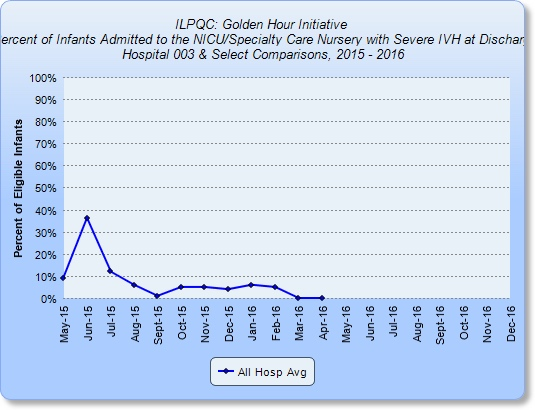 ILPQC: Golden Hour Initiative
ercent of Infants Admitted to the NICU/Specialty Care Nursery with Severe IVH at Dischar
Hospital 003 & Select Comparisons, 2015 - 2016
Percent of Eligible Infants
100%
90%
80%
70%
60%
50%
40%
30%
20%
10%
0%
May-15
Jun-15
Jul-15
Aug-15
Sept-15
Oct-15
Nov-15
Dec-15
Jan-16
Feb-16
Mar-16
Apr-16
May-16
Jun-16
Jul-16
Aug-16
Sept-16
Oct-16
Nov-16
Dec-16
All Hosp Avg